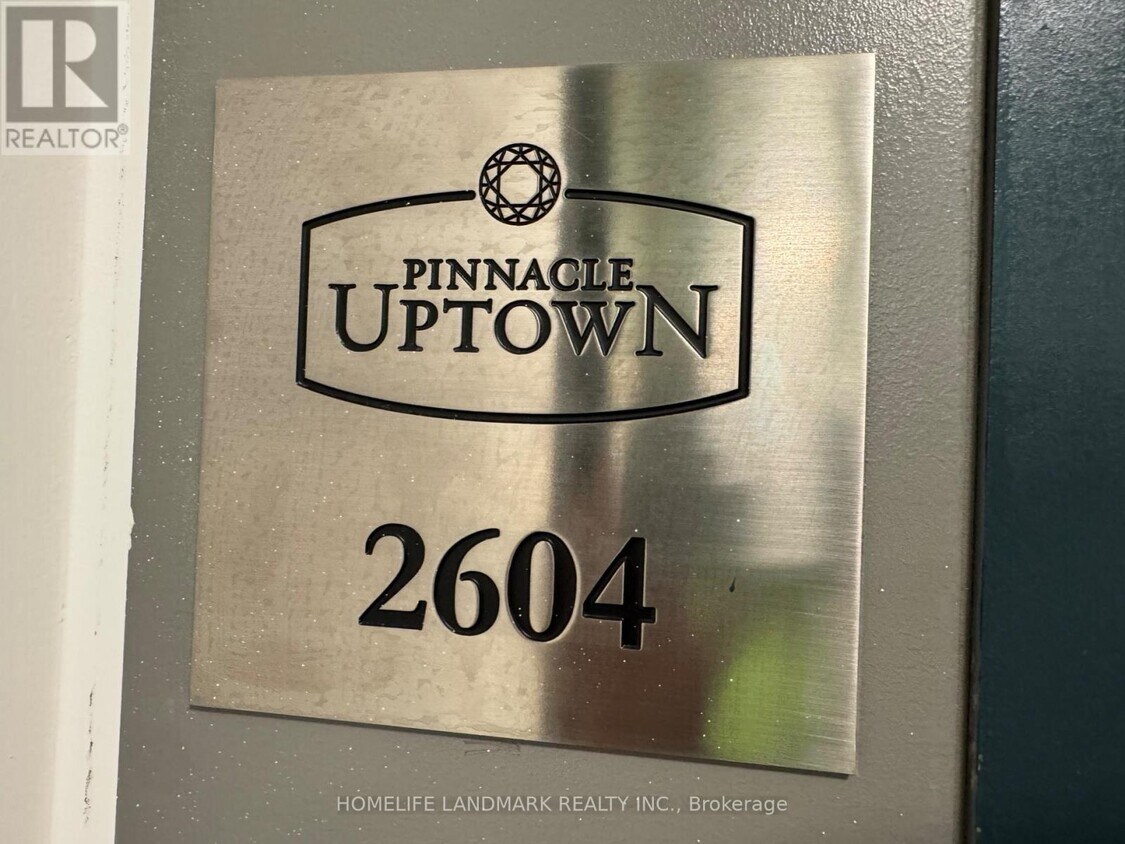 R
REALTOR®
PINNACLE
UPTOWN
2604
HOMELIFE LANDMARK REALTY INC., Brokerage